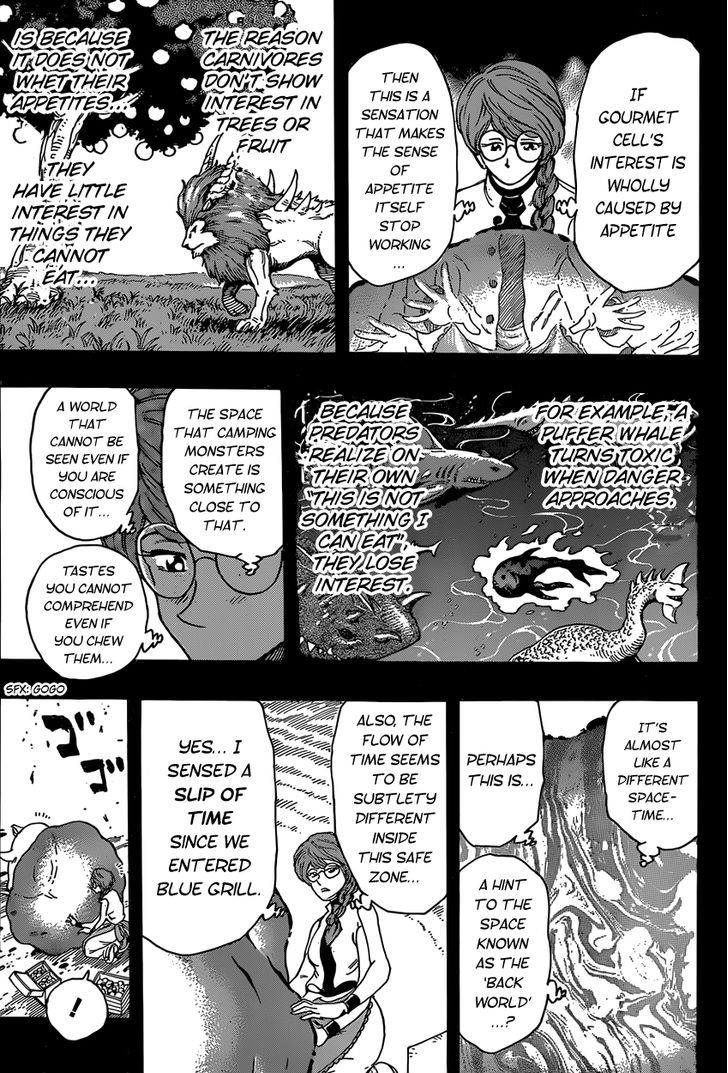 IF
GOURMET
CELL'S
INTEREST IS
WHOLLY
CAUSED BY
APPETITE
THEN
THIS IS A
SENSATION
THAT MAKES
THE SENSE
OF
APPETITE
ITSELF
STOP
WORKING
...
THE REASON
CARNIVORES
DON'T SHOW
INTEREST IN
TREES OR
FRUIT
IS BECAUSE
IT DOES NOT
WHET THEIR
APPETITES...
THEY
HAVE LITTLE
INTEREST IN
THINGS THEY
CANNOT
EAT...
FOR EXAMPLE, A
PUFFER WHALE
TURNS TOXIC
WHEN DANGER
APPROACHES.
BECAUSE
PREDATORS
REALIZE ON
THEIR OWN
"THIS IS NOT
SOMETHING I
CAN EAT",
THEY LOSE
INTEREST.
THE SPACE
THAT CAMPING
MONSTERS
CREATE IS
SOMETHING
CLOSE TO
THAT.
A WORLD
THAT
CANNOT BE
SEEN EVEN IF
YOU ARE
CONSCIOUS
OF IT...
TASTES
YOU CANNOT
COMPREHEND
EVEN IF
YOU CHEW
THEM...
IT'S
ALMOST
LIKE A
DIFFERENT
SPACE-
TIME...
PERHAPS
THIS IS...
A HINT
TO THE
SPACE
KNOWN
AS THE
'BACK
WORLD'
...?
ALSO, THE
FLOW OF
TIME SEEMS
TO BE
SUBTLETY
DIFFERENT
INSIDE
THIS SAFE
ZONE...
YES... I
SENSED A
SLIP OF
TIME
SINCE WE
ENTERED
BLUE GRILL.
SFX: GOGO
ゴ
ゴ
!